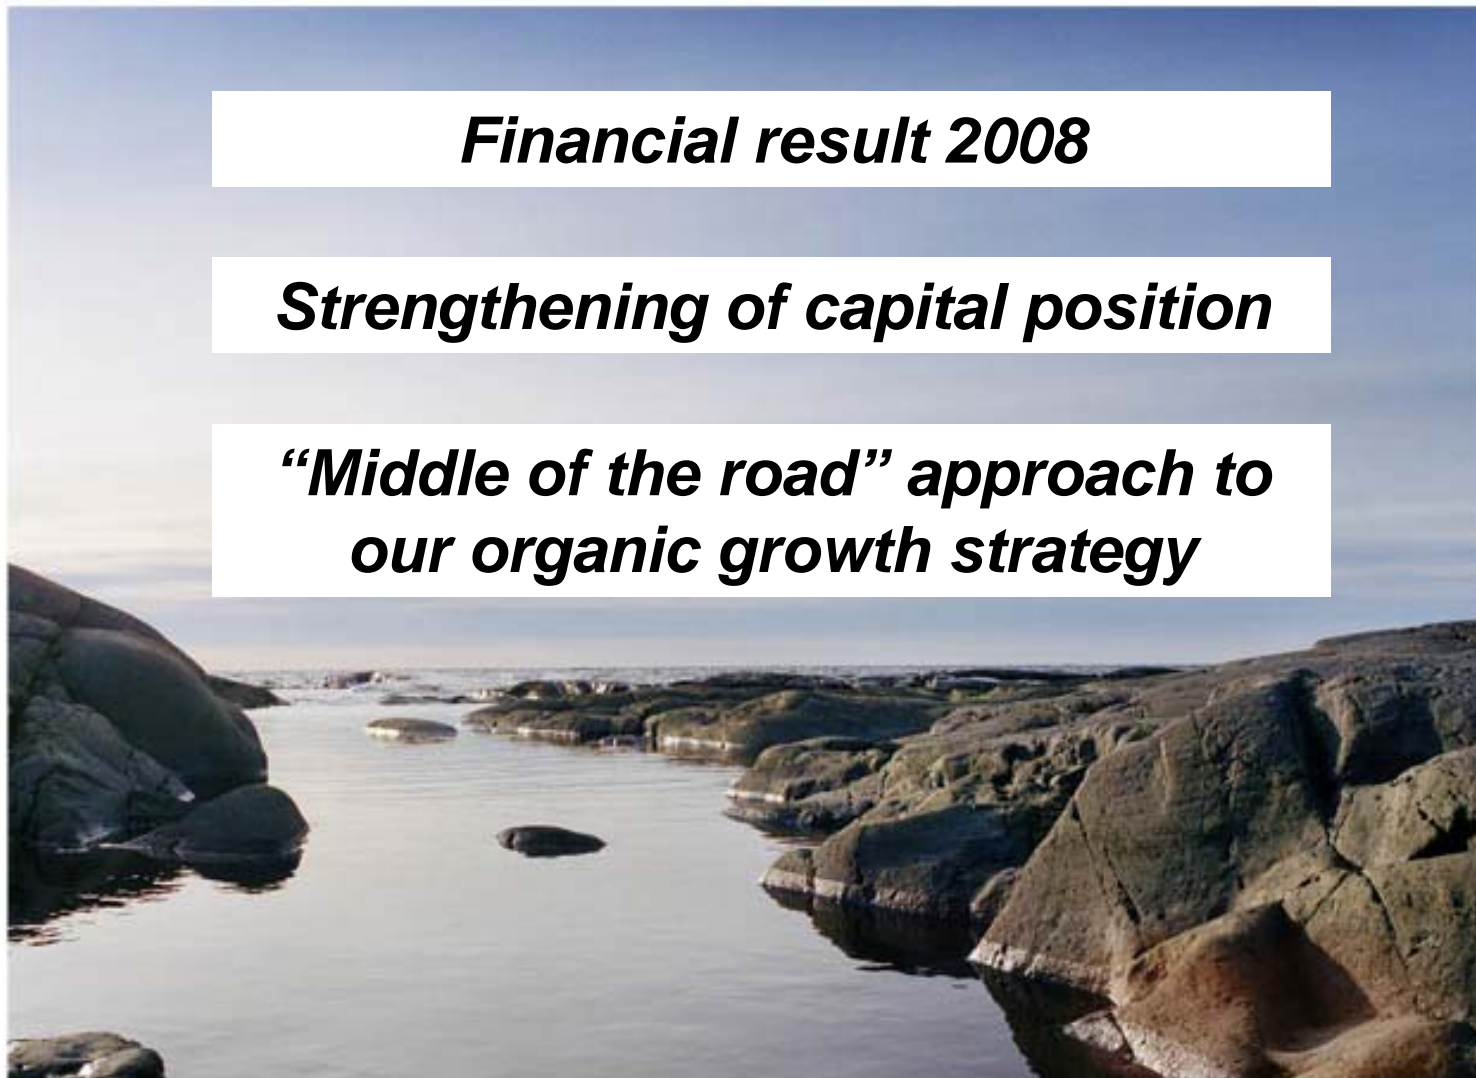 Financial result 2008
Strengthening of capital position
“Middle of the road” approach to
our organic growth strategy